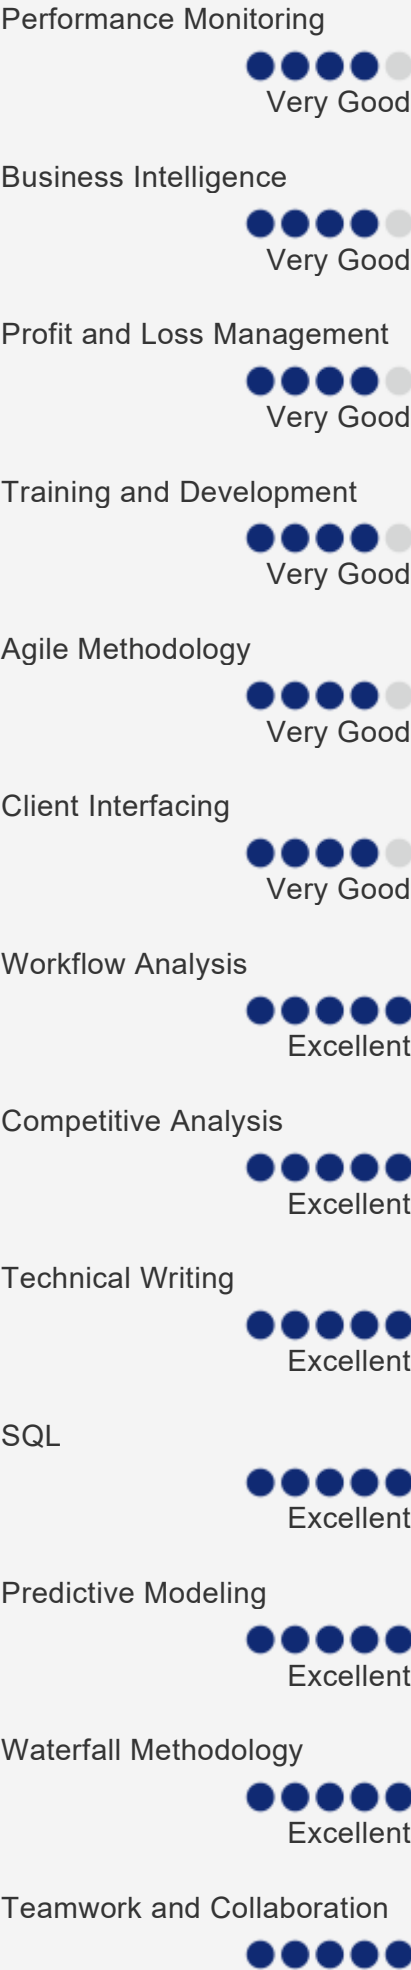 Performance Monitoring
Very Good
Business Intelligence
Very Good
Profit and Loss Management
Very Good
Training and Development
Very Good
Agile Methodology
Very Good
Client Interfacing
Very Good
Workflow Analysis
Excellent
Competitive Analysis
Excellent
Technical Writing
Excellent
SQL
Excellent
Predictive Modeling
Excellent
Waterfall Methodology
Excellent
Teamwork and Collaboration